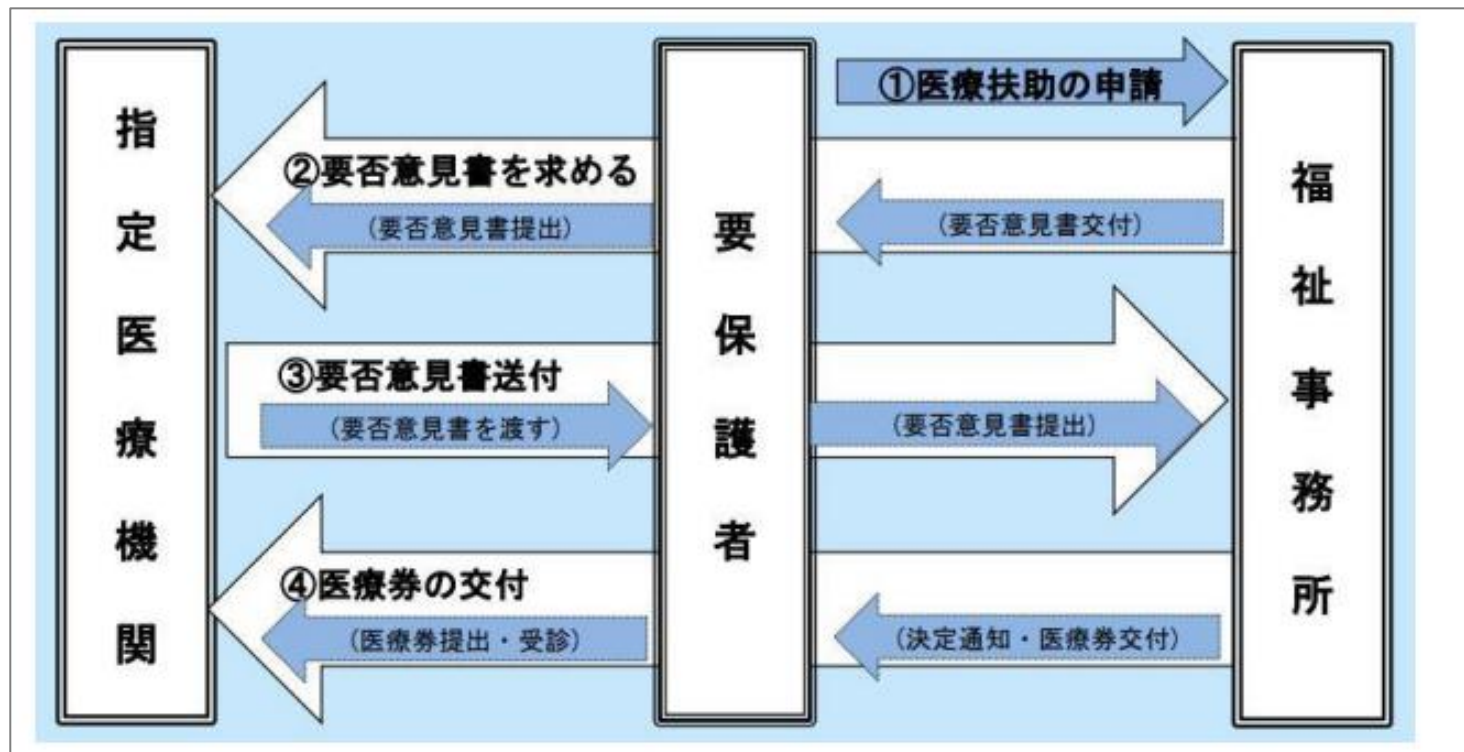 指定医療機関
要保護者
福祉事務所
①医療扶助の申請
②要否意見書を求める
(要否意見書提出)
(要否意見書交付)
③要否意見書送付
(要否意見書を渡す)
(要否意見書提出)
④医療券の交付
(医療券提出・受診)
(決定通知・医療券交付)